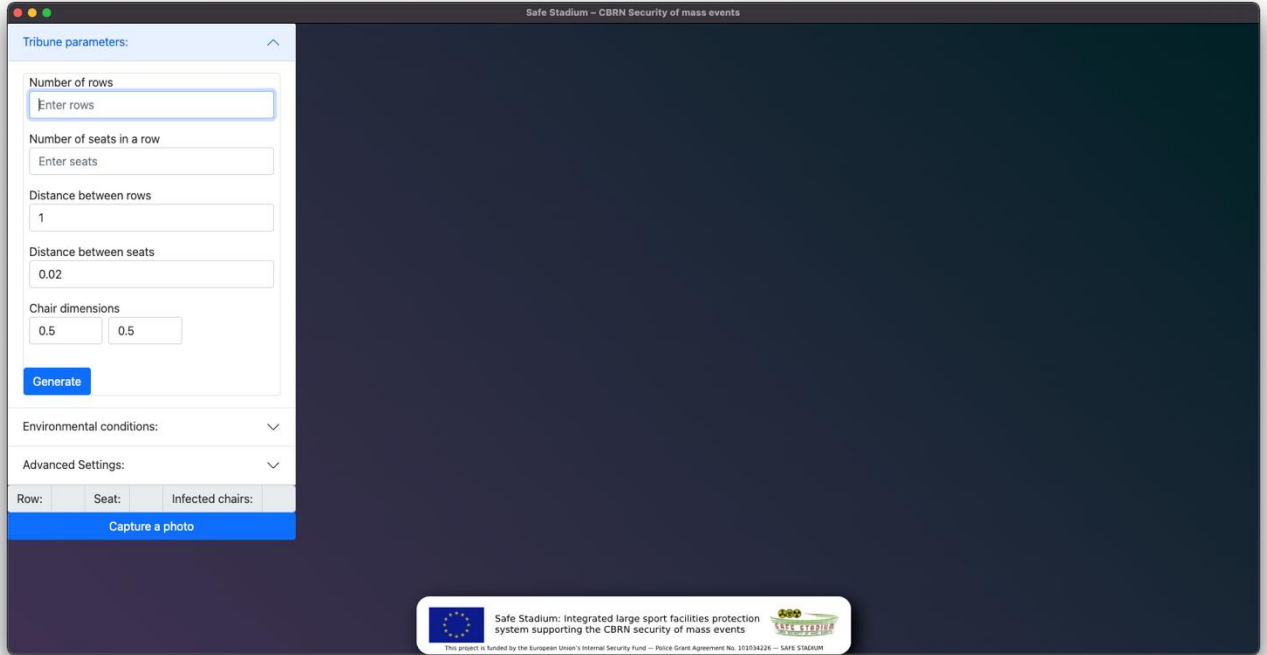 Safe Stadium – CBRN Security of mass events
Tribune parameters:
Number of rows
Enter rows
Number of seats in a row
Enter seats
Distance between rows
1
Distance between seats
0.02
Chair dimensions
0.5 0.5
Generate
Environmental conditions:
Advanced Settings:
Row: Seat: Infected chairs:
Capture a photo
Safe Stadium: Integrated large sport facilities protection
system supporting the CBRN security of mass events
SAFE STADIUM
This project is funded by the European Union's Internal Security Fund — Police Grant Agreement No. 101034226 — SAFE STADIUM